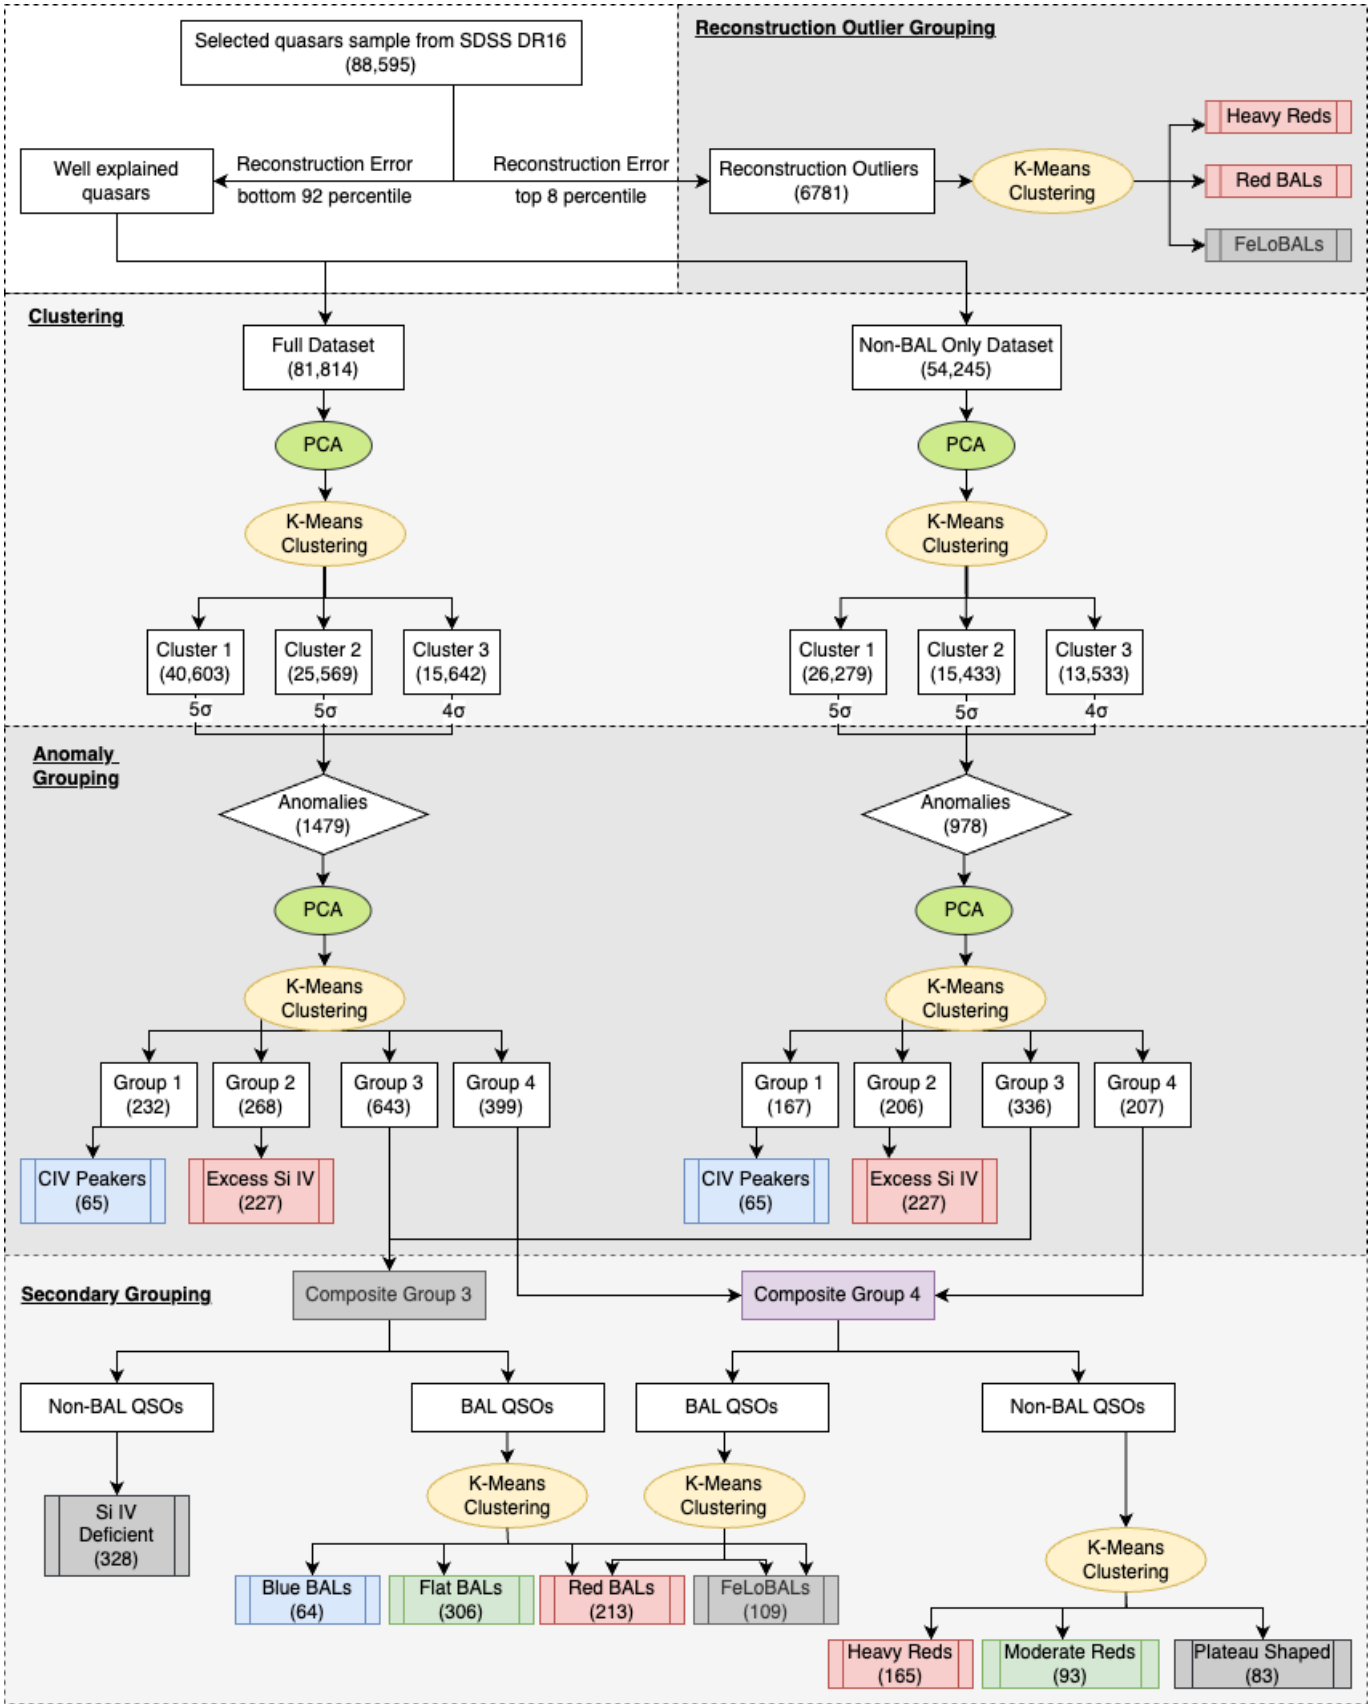 Selected quasars sample from SDSS DR16
(88,595)
Reconstruction Outlier Grouping
Well explained
quasars
Reconstruction Error
bottom 92 percentile
Reconstruction Error
top 8 percentile
Reconstruction Outliers
(6781)
K-Means
Clustering
Heavy Reds
Red BALs
FeLoBALs
Clustering
Full Dataset
(81,814)
Non-BAL Only Dataset
(54,245)
PCA
PCA
K-Means
Clustering
K-Means
Clustering
Cluster 1
(40,603)
Cluster 2
(25,569)
Cluster 3
(15,642)
Cluster 1
(26,279)
Cluster 2
(15,433)
Cluster 3
(13,533)
5σ
5σ
4σ
5σ
5σ
4σ
Anomaly
Grouping
Anomalies
(1479)
Anomalies
(978)
PCA
PCA
K-Means
Clustering
K-Means
Clustering
Group 1
(232)
Group 2
(268)
Group 3
(643)
Group 4
(399)
Group 1
(167)
Group 2
(206)
Group 3
(336)
Group 4
(207)
CIV Peakers
(65)
Excess Si IV
(227)
CIV Peakers
(65)
Excess Si IV
(227)
Secondary Grouping
Composite Group 3
Composite Group 4
Non-BAL QSOs
BAL QSOs
BAL QSOs
Non-BAL QSOs
K-Means
Clustering
K-Means
Clustering
Si IV
Deficient
(328)
K-Means
Clustering
Blue BALs
(64)
Flat BALs
(306)
Red BALs
(213)
FeLoBALs
(109)
Heavy Reds
(165)
Moderate Reds
(93)
Plateau Shaped
(83)